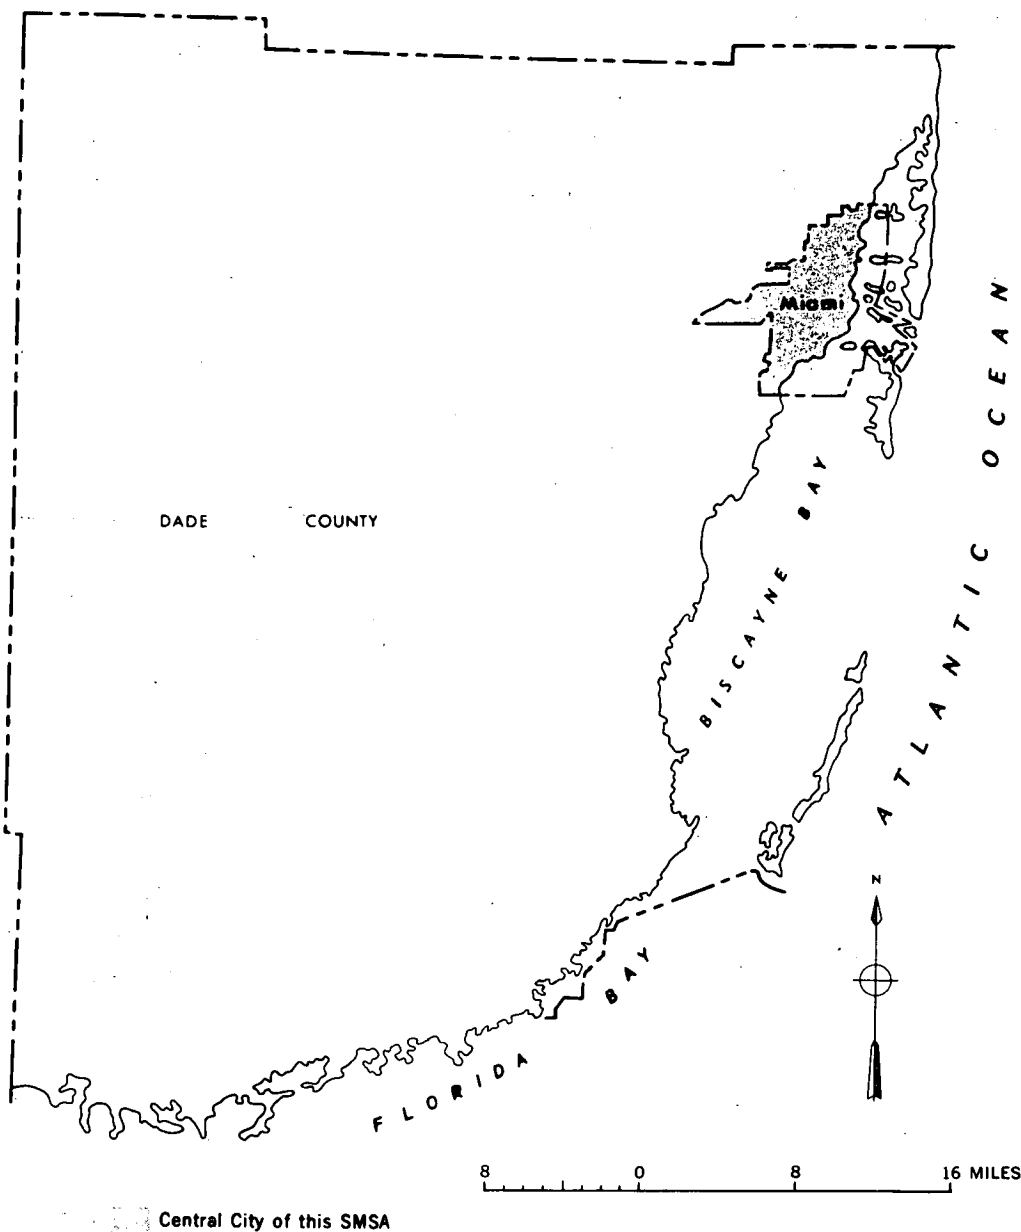 Miami
ATLANTIC OCEAN
DADE COUNTY
BISCAYNE BAY
N
FLORIDA BAY
8 0 8 16 MILES
Central City of this SMSA